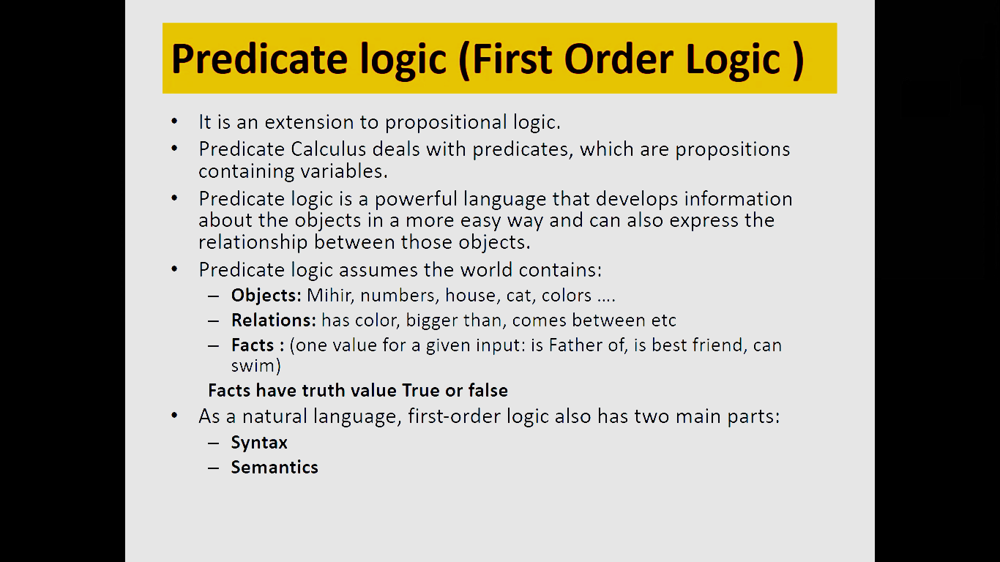 Predicate logic (First Order Logic )
• It is an extension to propositional logic.
• Predicate Calculus deals with predicates, which are propositions
containing variables.
• Predicate logic is a powerful language that develops information
about the objects in a more easy way and can also express the
relationship between those objects.
• Predicate logic assumes the world contains:
– Objects: Mihir, numbers, house, cat, colors ….
– Relations: has color, bigger than, comes between etc
– Facts : (one value for a given input: is Father of, is best friend, can
swim)
Facts have truth value True or false
• As a natural language, first-order logic also has two main parts:
– Syntax
– Semantics